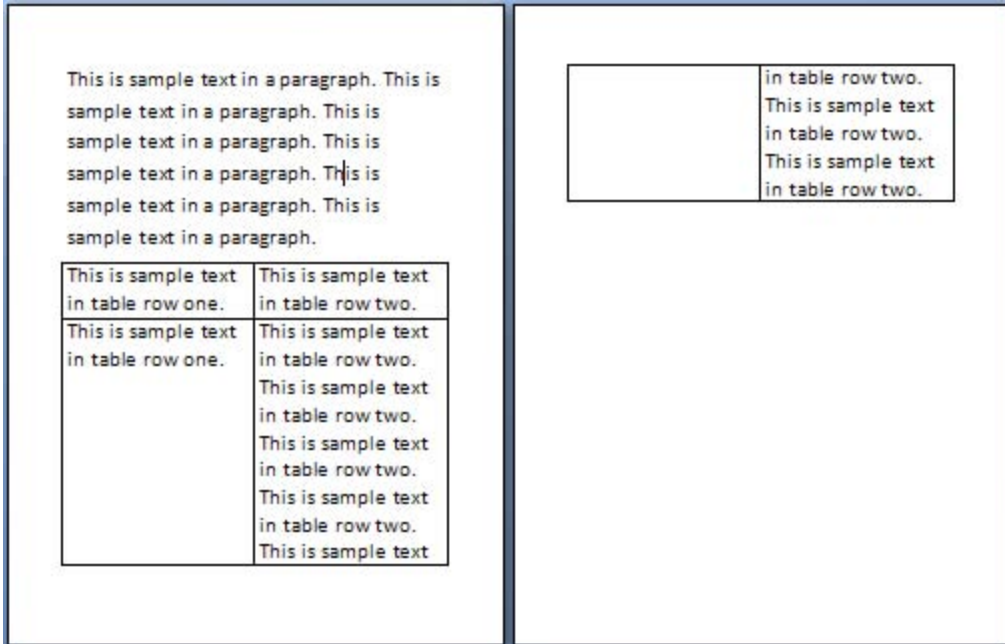 This is sample text in a paragraph. This is
sample text in a paragraph. This is
sample text in a paragraph. This is
sample text in a paragraph. This is
sample text in a paragraph. This is
sample text in a paragraph.
This is sample text
in table row one.
This is sample text
in table row two.
This is sample text
in table row one.
This is sample text
in table row two.
This is sample text
in table row two.
This is sample text
in table row two.
This is sample text
in table row two.
This is sample text
in table row two.
This is sample text
in table row two.
This is sample text
in table row two.